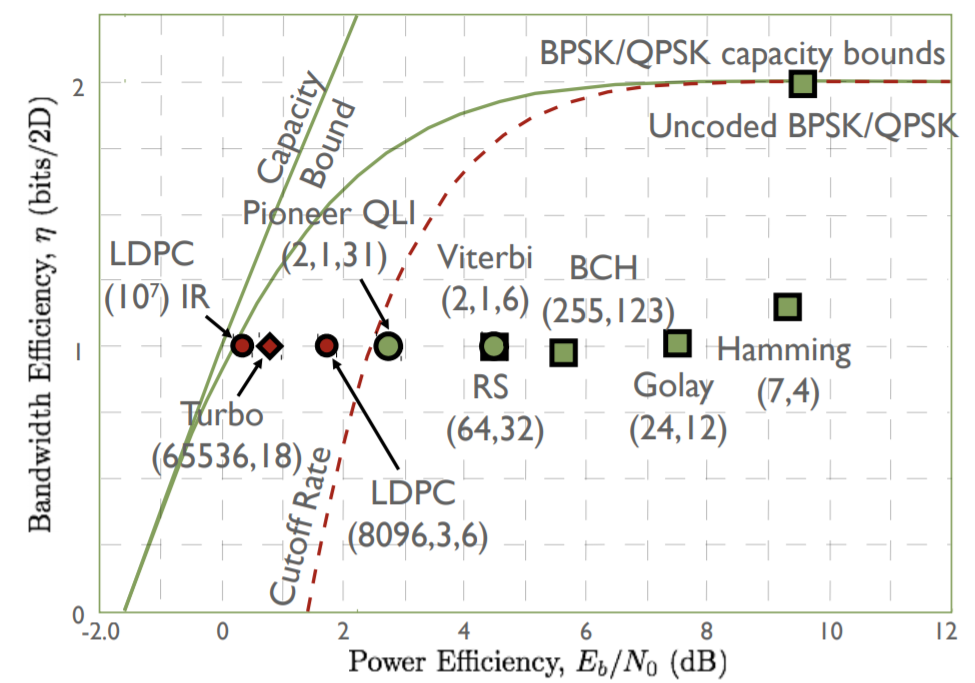 BPSK/QPSK capacity bounds
2
Uncoded BPSK/QPSK
Capacity
Bound
Pioneer QLI
(2,1,31)
LDPC
(10⁷) IR
Viterbi
(2,1,6)
BCH
(255,123)
1
Hamming
(7,4)
RS
(64,32)
Golay
(24,12)
Turbo
(65536,18)
LDPC
(8096,3,6)
Cutoff Rate
0
-2.0 0 2 4 6 8 10 12
Power Efficiency, E_b/N_0 (dB)
Bandwidth Efficiency, η (bits/2D)